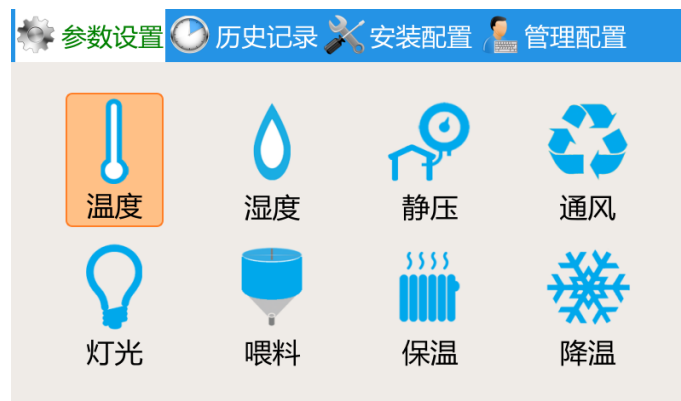 参数设置 历史记录 安装配置 管理配置
温度 湿度 静压 通风
灯光 喂料 保温 降温